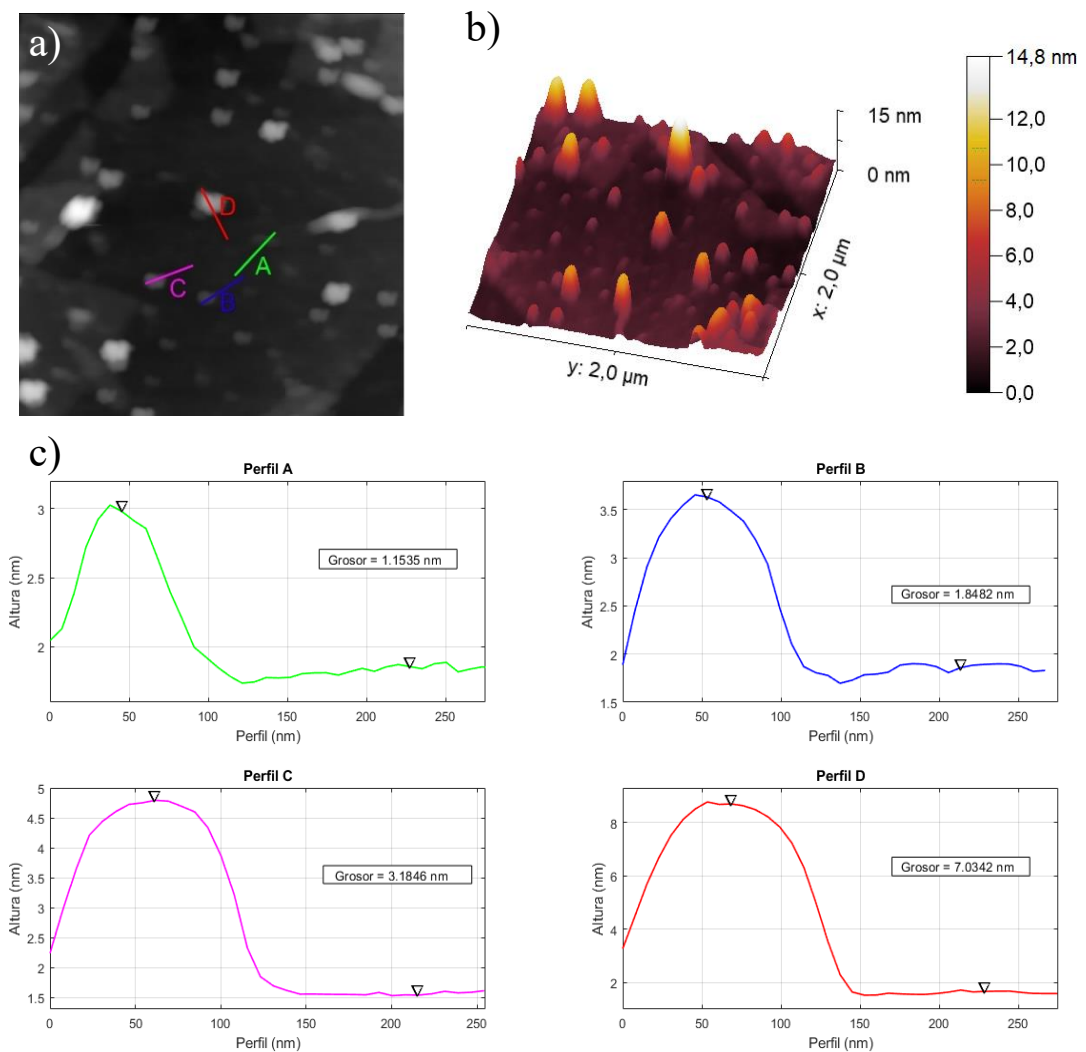 a)
D
A
C
B
b)
15 nm
0 nm
x: 2,0 µm
y: 2,0 µm
14,8 nm
12,0
10,0
8,0
6,0
4,0
2,0
0,0
c)
Perfil A
Altura (nm)
3
2.5
2
Grosor = 1.1535 nm
0 50 100 150 200 250
Perfil (nm)
Perfil B
Altura (nm)
3.5
3
2.5
2
1.5
Grosor = 1.8482 nm
0 50 100 150 200 250
Perfil (nm)
Perfil C
Altura (nm)
5
4.5
4
3.5
3
2.5
2
1.5
Grosor = 3.1846 nm
0 50 100 150 200 250
Perfil (nm)
Perfil D
Altura (nm)
8
6
4
2
Grosor = 7.0342 nm
0 50 100 150 200 250
Perfil (nm)